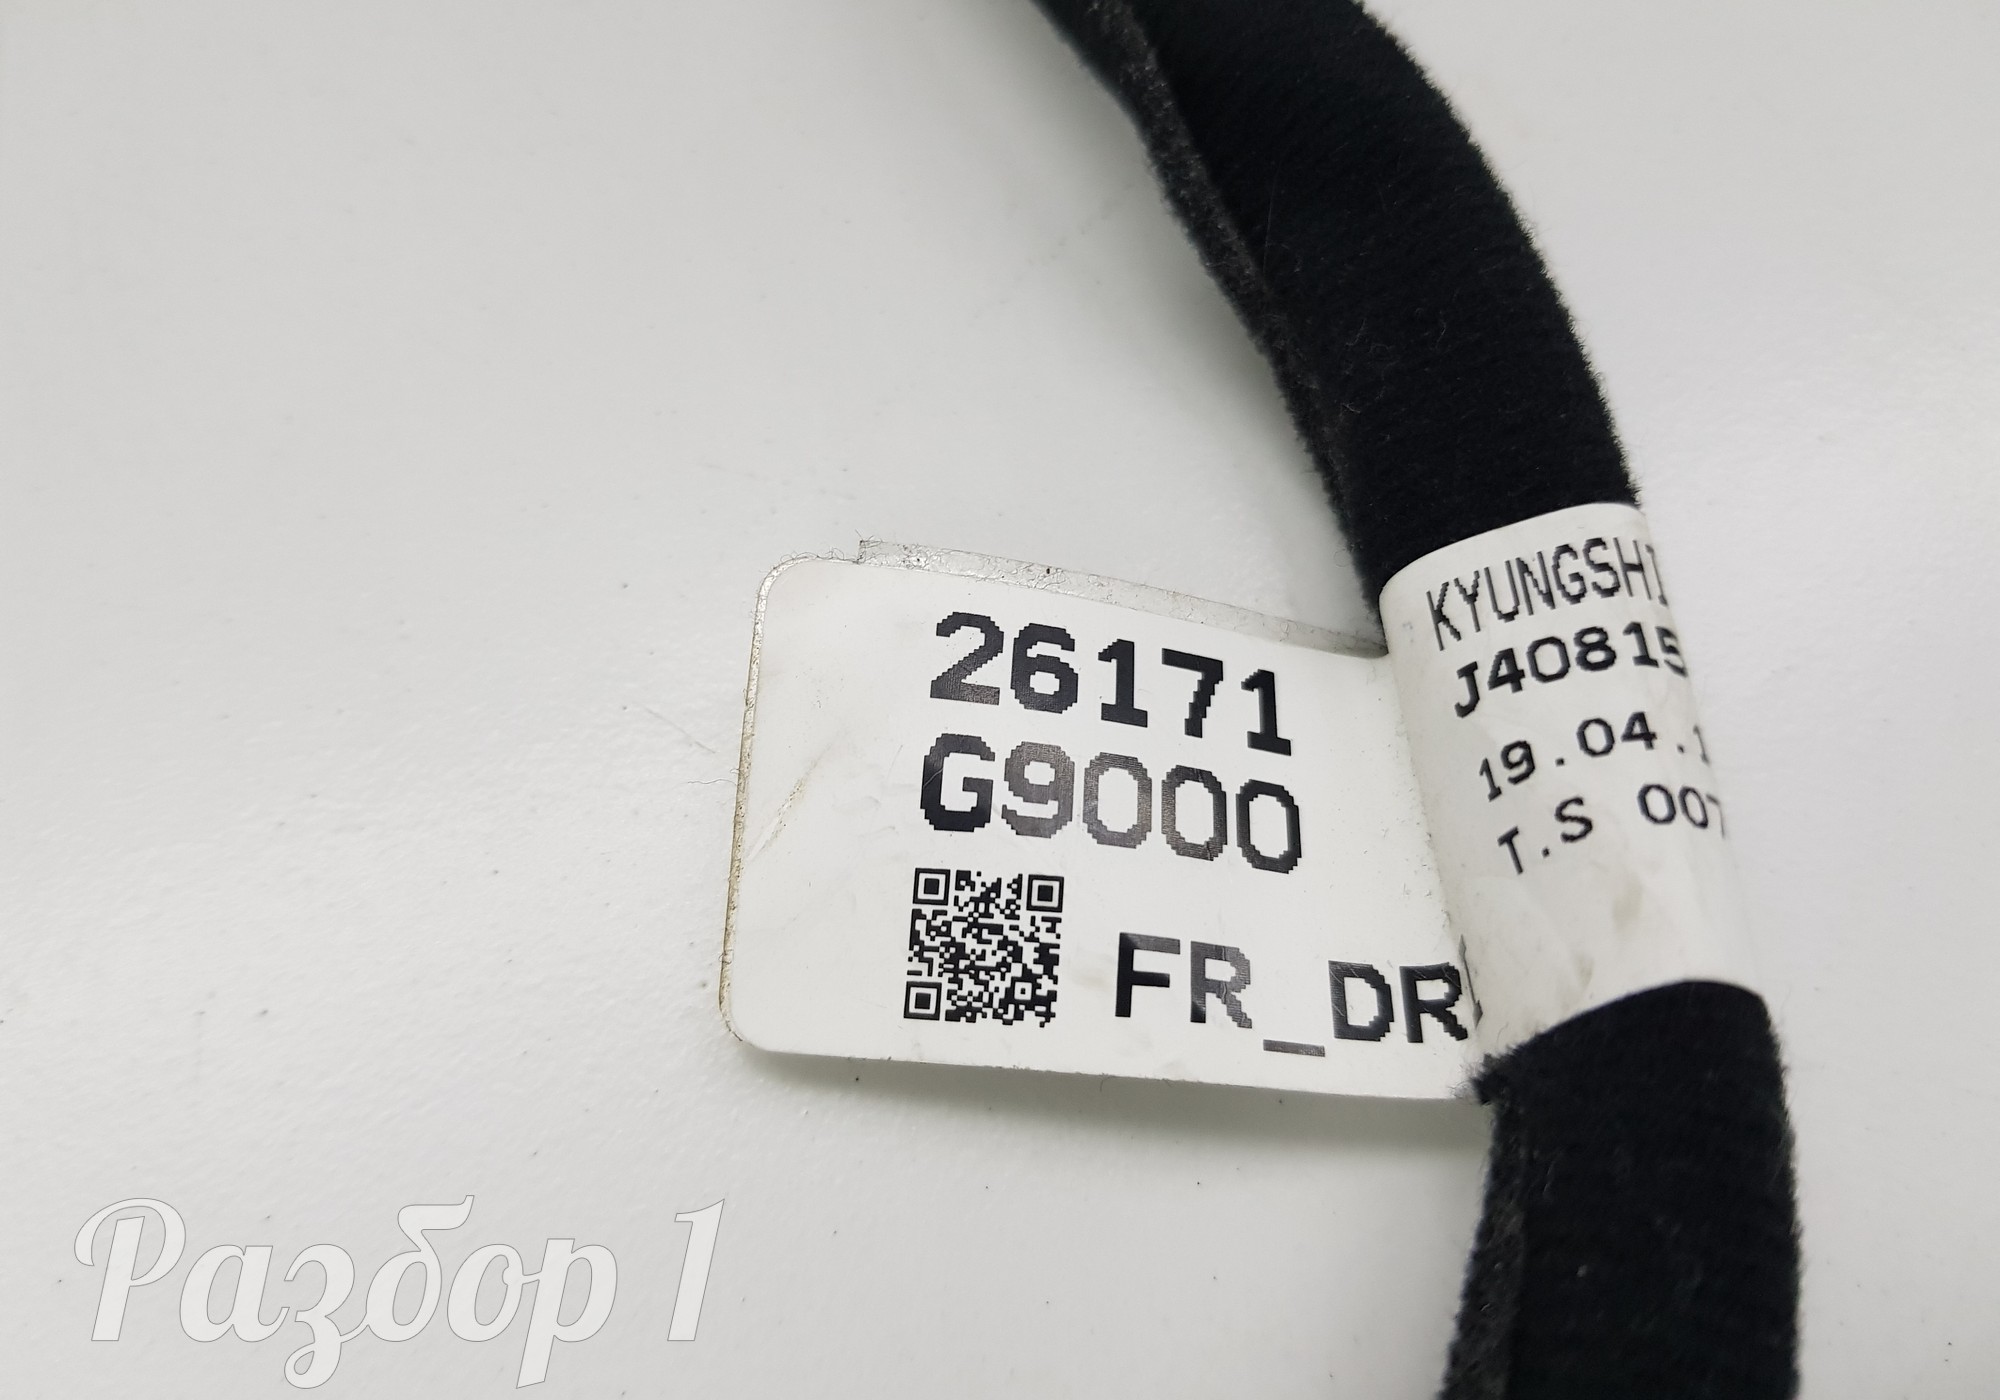 26171
G9000
FR_DR
KYUNGSHI
J40815
19.04.1
T.S 007
Разбор 1